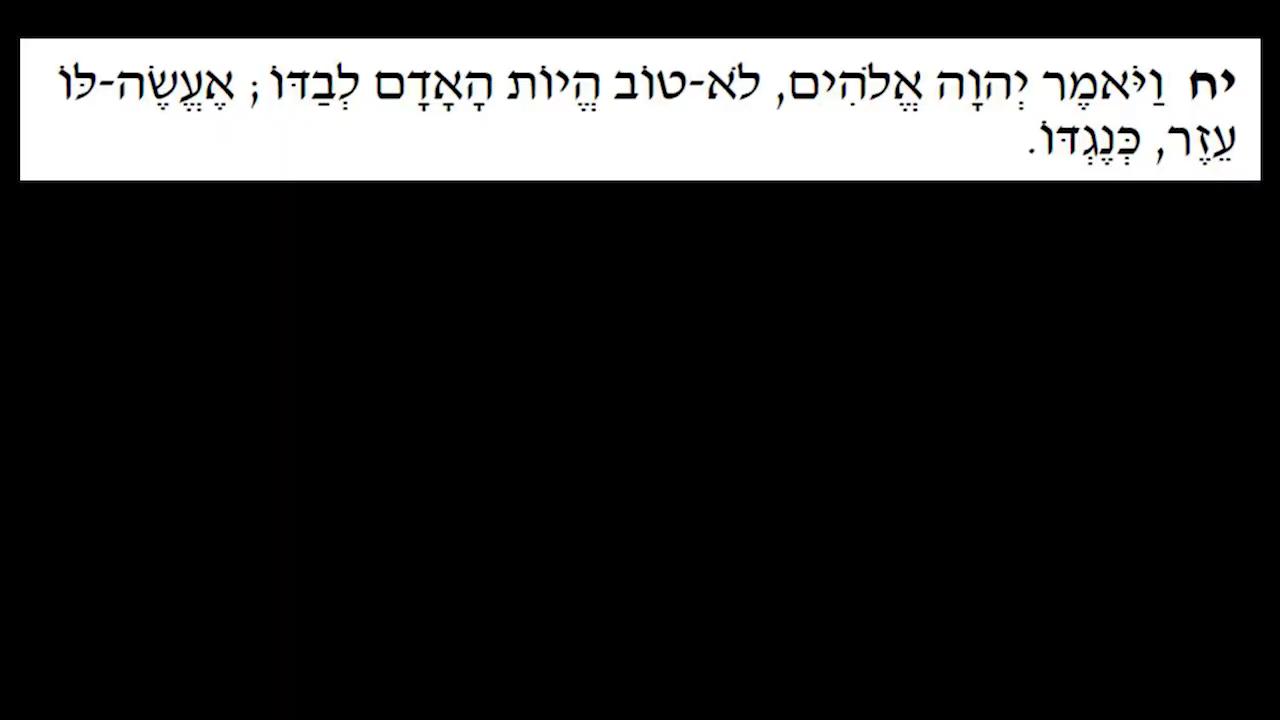 יח וַיֹּאמֶר יְהוָה אֱלֹהִים, לֹא-טוֹב הֱיוֹת הָאָדָם לְבַדּוֹ; אֶעֱשֶׂה-לּוֹ
עֵזֶר, כְּנֶגְדּוֹ.